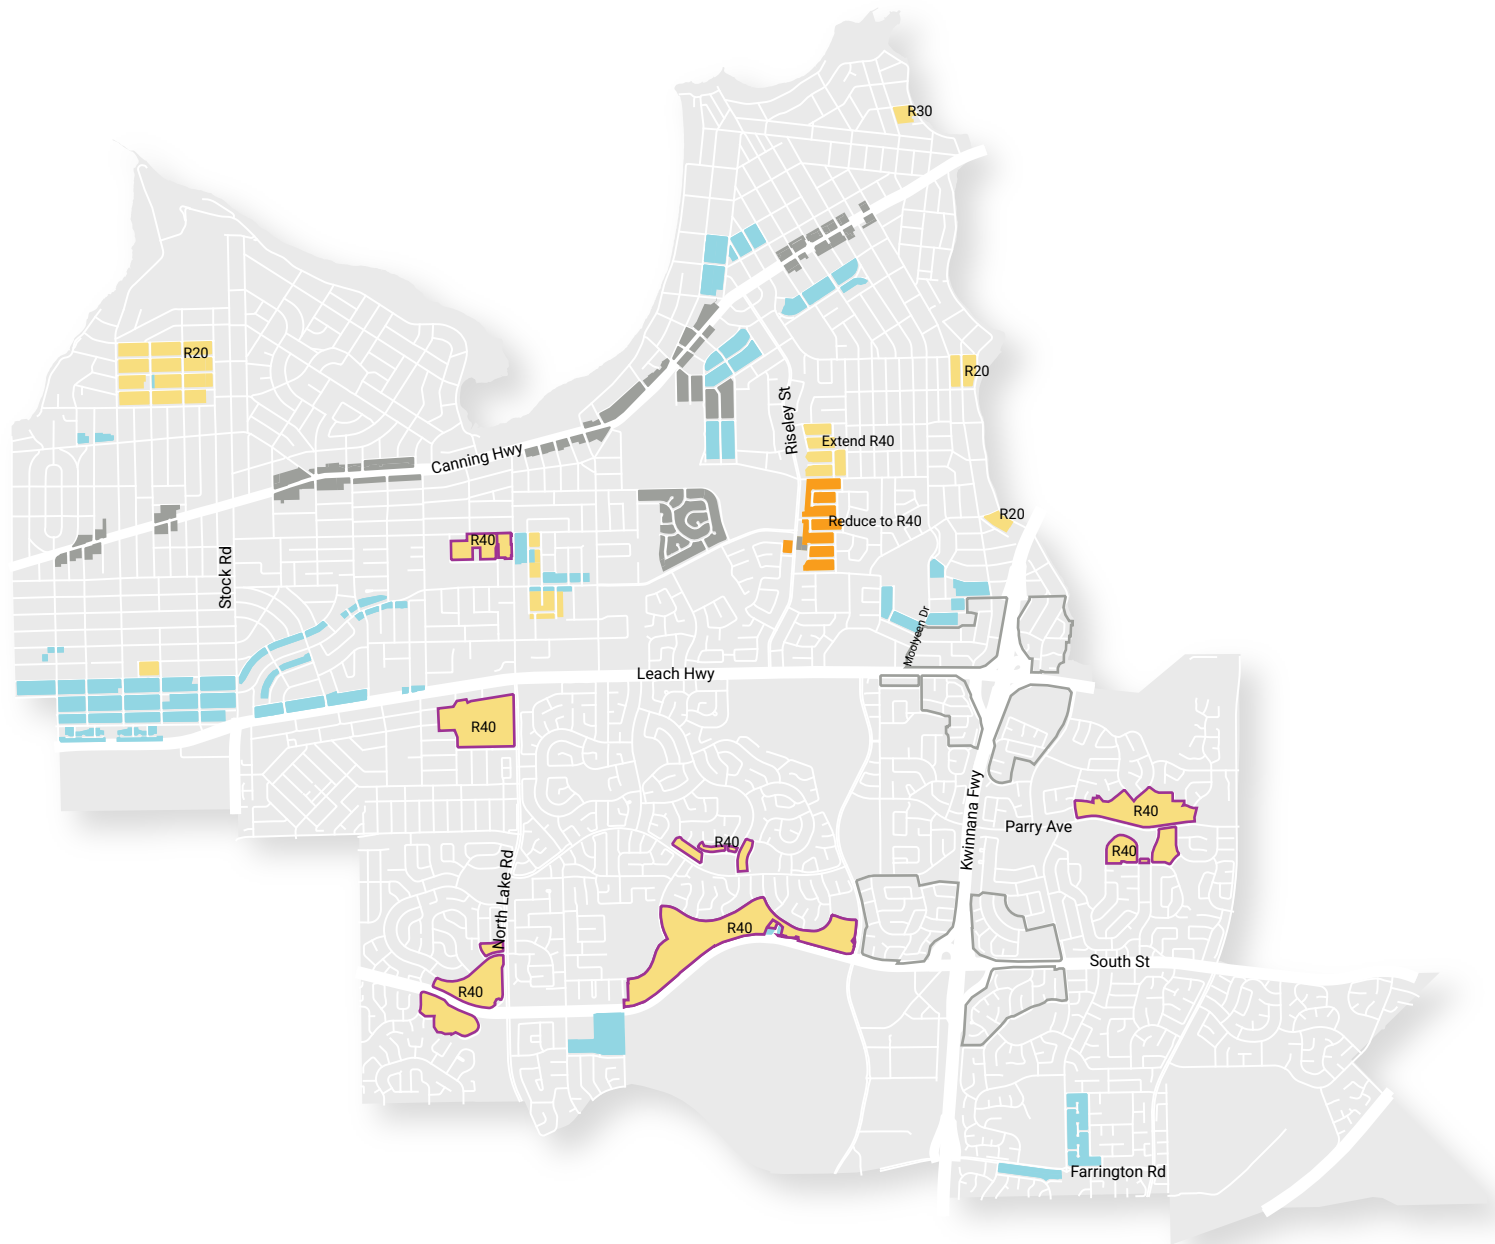 R30
R20
R20
Riseley St
Extend R40
Canning Hwy
R20
Reduce to R40
R40
Stock Rd
Moolyeen Dr
Leach Hwy
R40
Kwinnana Fwy
R40
Parry Ave
R40
R40
North Lake Rd
R40
South St
R40
Farrington Rd